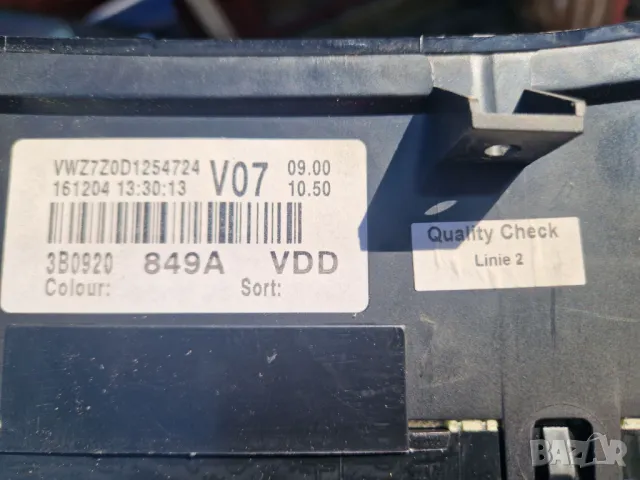 VWZ7Z0D1254724 V07 09.00
161204 13:30:13 10.50
3B0920 849A VDD
Colour: Sort:
Quality Check
Linie 2
BAZAR